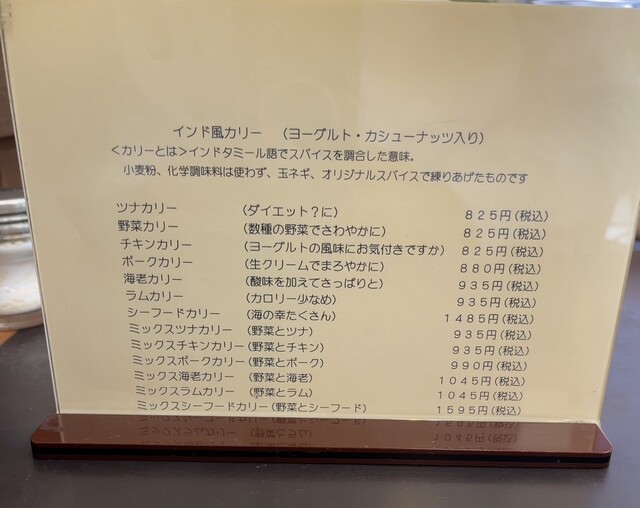 インド風カリー　（ヨーグルト・カシューナッツ入り）
＜カリーとは＞インドタミール語でスパイスを調合した意味。
小麦粉、化学調味料は使わず、玉ネギ、オリジナルスパイスで練りあげたものです
ツナカリー　（ダイエット？に）　８２５円（税込）
野菜カリー　（数種の野菜でさわやかに）　８２５円（税込）
チキンカリー　（ヨーグルトの風味にお気付きですか）　８２５円（税込）
ポークカリー　（生クリームでまろやかに）　８８０円（税込）
海老カリー　（酸味を加えてさっぱりと）　９３５円（税込）
ラムカリー　（カロリー少なめ）　９３５円（税込）
シーフードカリー　（海の幸たくさん）　１４８５円（税込）
ミックスツナカリー　（野菜とツナ）　９３５円（税込）
ミックスチキンカリー（野菜とチキン）　９３５円（税込）
ミックスポークカリー（野菜とポーク）　９９０円（税込）
ミックス海老カリー　（野菜と海老）　１０４５円（税込）
ミックスラムカリー　（野菜とラム）　１０４５円（税込）
ミックスシーフードカリー（野菜とシーフード）　１５９５円（税込）